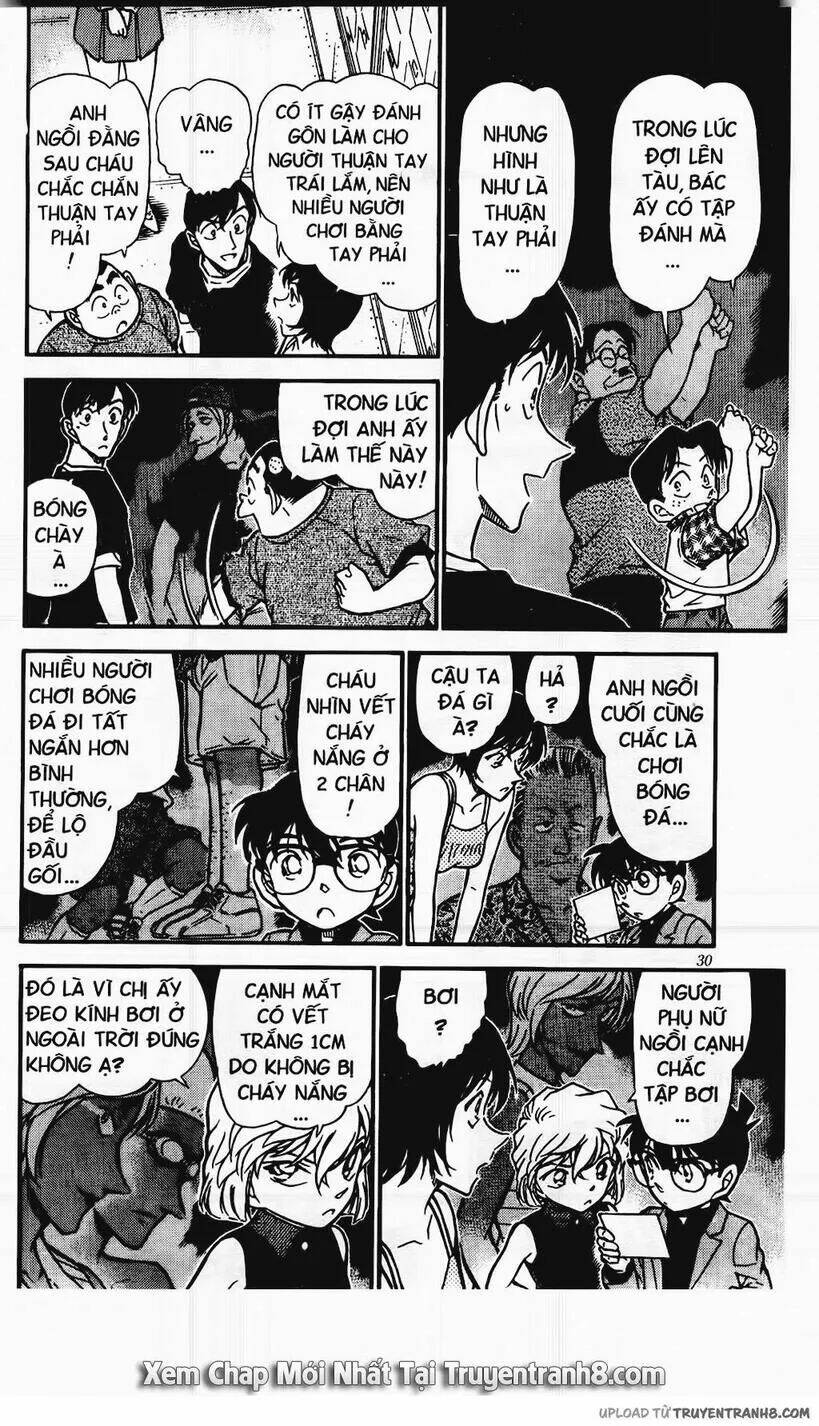 TRONG LÚC
ĐỢI LÊN
TÀU, BÁC
ẤY CÓ TẬP
ĐÁNH MÀ
...
NHƯNG
HÌNH
NHƯ LÀ
THUẬN
TAY PHẢI
...
CÓ ÍT GẬY ĐÁNH
GÔN LÀM CHO
NGƯỜI THUẬN TAY
TRÁI LẮM, NÊN
NHIỀU NGƯỜI
CHƠI BẰNG
TAY PHẢI
...
VÂNG
...
ANH
NGỒI ĐẰNG
SAU CHÁU
CHẮC CHẮN
THUẬN TAY
PHẢI
!
TRONG LÚC
ĐỢI ANH ẤY
LÀM THẾ NÀY
NÀY!
BÓNG
CHÀY
À
...
ANH NGỒI
CUỐI CÙNG
CHẮC LÀ
CHƠI
BÓNG
ĐÁ...
HẢ
?
CẬU TA
ĐÁ GÌ
À?
CHÁU
NHÌN VẾT
CHÁY
NẮNG Ở
2 CHÂN
!
NHIỀU NGƯỜI
CHƠI BÓNG
ĐÁ ĐI TẤT
NGẮN HƠN
BÌNH
THƯỜNG,
ĐỂ LỘ
ĐẦU
GỐI...
30
NGƯỜI
PHỤ NỮ
NGỒI CẠNH
CHẮC
TẬP BƠI
...
BƠI
?
CẠNH MẮT
CÓ VẾT
TRẮNG 1CM
DO KHÔNG BỊ
CHÁY NẮNG
...
ĐÓ LÀ VÌ CHỊ ẤY
ĐEO KÍNH BƠI Ở
NGOÀI TRỜI ĐÚNG
KHÔNG Ạ?
Xem Chap Mới Nhất Tại Truyentranh8.com
UPLOAD TỪ TRUYENTRANH8.COM